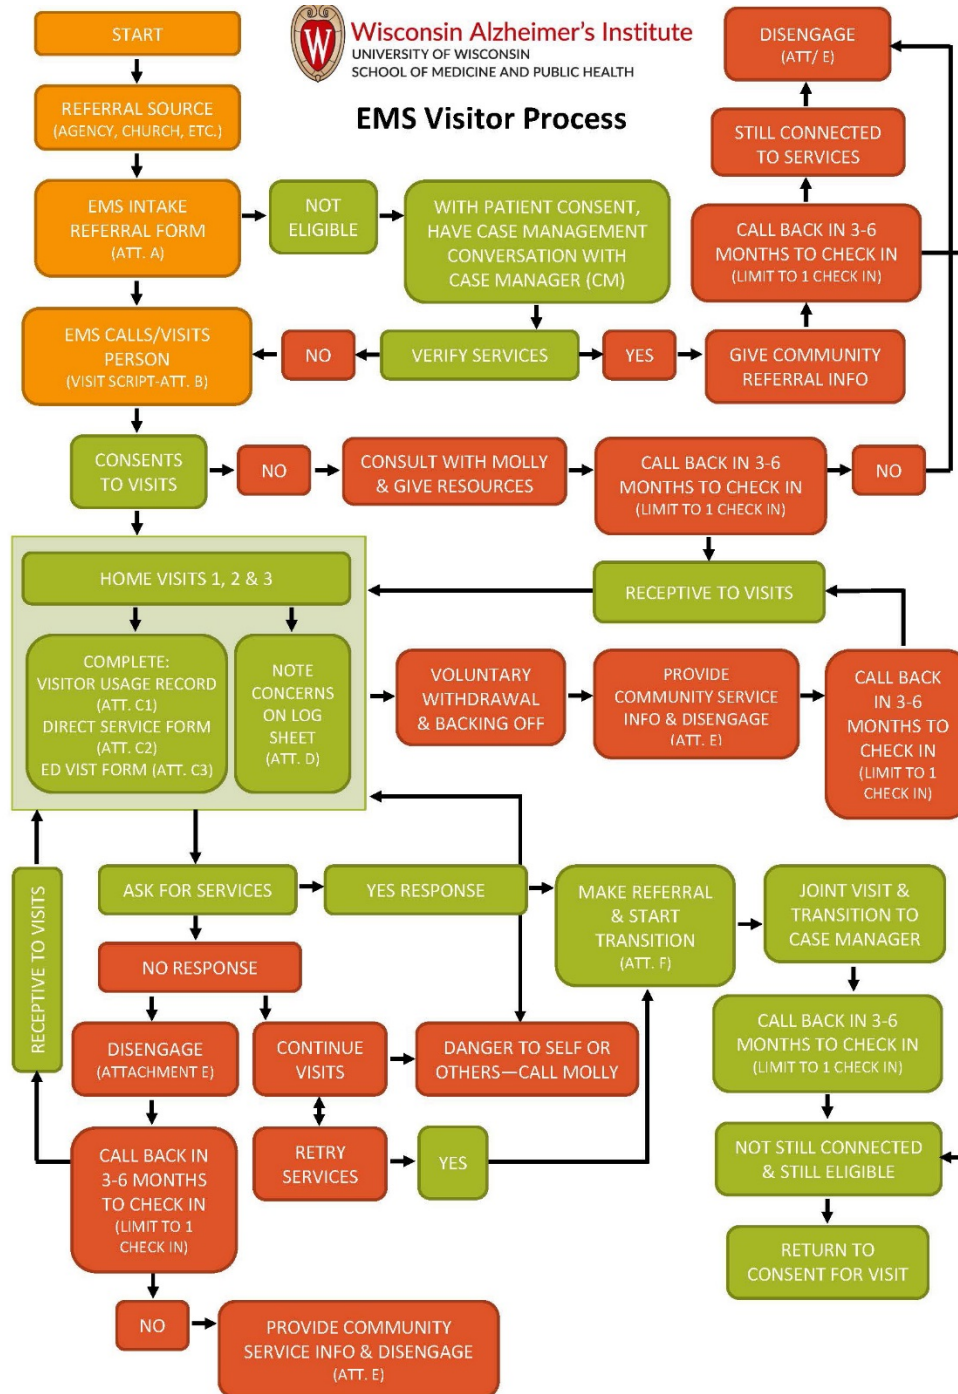 START
Wisconsin Alzheimer's Institute
UNIVERSITY OF WISCONSIN
SCHOOL OF MEDICINE AND PUBLIC HEALTH
W
EMS Visitor Process
DISENGAGE
(ATT/ E)
REFERRAL SOURCE
(AGENCY, CHURCH, ETC.)
STILL CONNECTED
TO SERVICES
EMS INTAKE
REFERRAL FORM
(ATT. A)
NOT
ELIGIBLE
WITH PATIENT CONSENT,
HAVE CASE MANAGEMENT
CONVERSATION WITH
CASE MANAGER (CM)
CALL BACK IN 3-6
MONTHS TO CHECK IN
(LIMIT TO 1 CHECK IN)
EMS CALLS/VISITS
PERSON
(VISIT SCRIPT-ATT. B)
NO
VERIFY SERVICES
YES
GIVE COMMUNITY
REFERRAL INFO
CONSENTS
TO VISITS
NO
CONSULT WITH MOLLY
& GIVE RESOURCES
CALL BACK IN 3-6
MONTHS TO CHECK IN
(LIMIT TO 1 CHECK IN)
NO
HOME VISITS 1, 2 & 3
RECEPTIVE TO VISITS
COMPLETE:
VISITOR USAGE RECORD
(ATT. C1)
DIRECT SERVICE FORM
(ATT. C2)
ED VIST FORM (ATT. C3)
NOTE
CONCERNS
ON LOG
SHEET
(ATT. D)
VOLUNTARY
WITHDRAWAL
& BACKING OFF
PROVIDE
COMMUNITY SERVICE
INFO & DISENGAGE
(ATT. E)
CALL BACK
IN 3-6
MONTHS TO
CHECK IN
(LIMIT TO 1
CHECK IN)
RECEPTIVE TO VISITS
ASK FOR SERVICES
YES RESPONSE
MAKE REFERRAL
& START
TRANSITION
(ATT. F)
JOINT VISIT &
TRANSITION TO
CASE MANAGER
NO RESPONSE
DISENGAGE
(ATTACHMENT E)
CONTINUE
VISITS
DANGER TO SELF OR
OTHERS—CALL MOLLY
CALL BACK IN 3-6
MONTHS TO CHECK IN
(LIMIT TO 1 CHECK IN)
CALL BACK IN
3-6 MONTHS
TO CHECK IN
(LIMIT TO 1
CHECK IN)
RETRY
SERVICES
YES
NOT STILL CONNECTED
& STILL ELIGIBLE
RETURN TO
CONSENT FOR VISIT
NO
PROVIDE COMMUNITY
SERVICE INFO & DISENGAGE
(ATT. E)